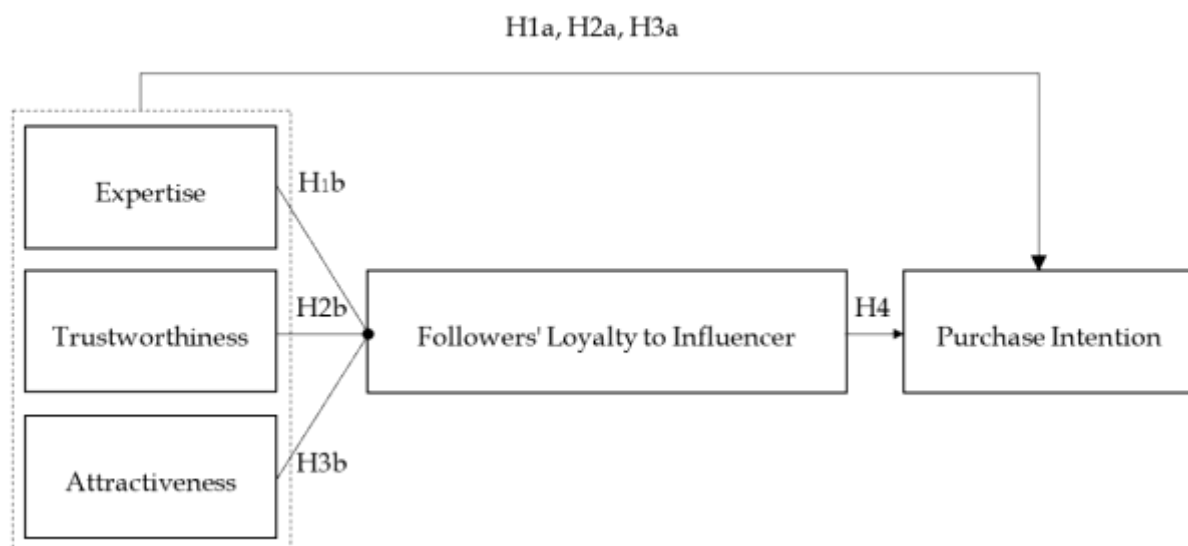 H1a, H2a, H3a
Expertise
H1b
Trustworthiness
H2b
Followers' Loyalty to Influencer
H4
Purchase Intention
Attractiveness
H3b